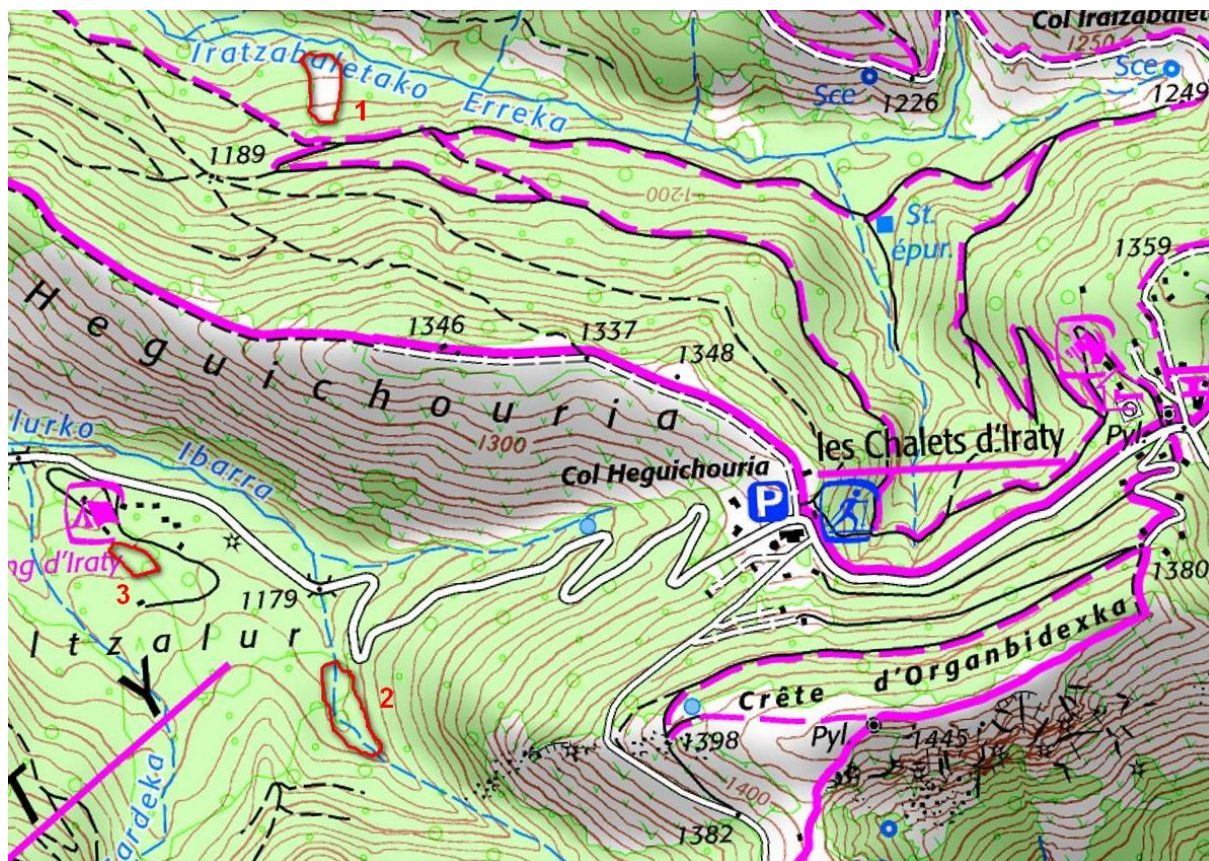 Col Iratzabaleta
1250
Iratzabaletako Erreka
Sce
Sce
1226
1249
1
1189
1200
St.
épur.
1359
1346
1337
1348
Heguichouria
1300
les Chalets d'Iraty
Pyl.
Col Heguichouria
P
lurko Ibarra
ng d'Iraty
3
1179
1380
Itzalur
2
Crête d'Organbidexka
1398
Pyl.
1445
1400
1382
ardeka